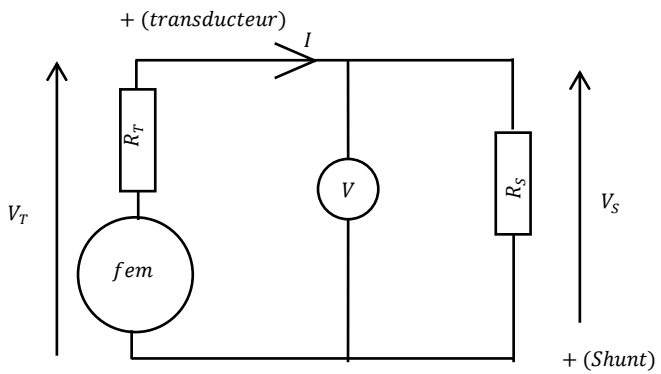 + (transducteur)
I
R_T
V_T
V
R_S
V_S
fem
+ (Shunt)